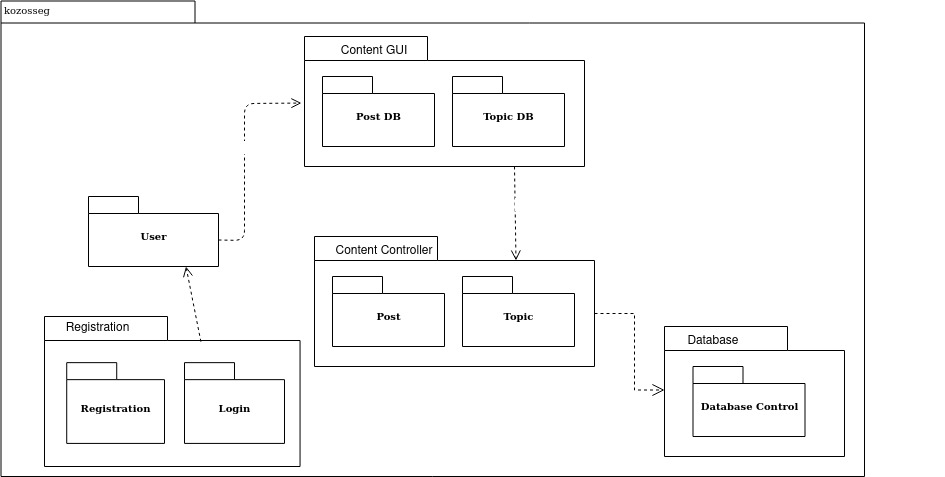 kozosseg
Content GUI
Post DB
Topic DB
User
Content Controller
Post
Topic
Registration
Registration
Login
Database
Database Control